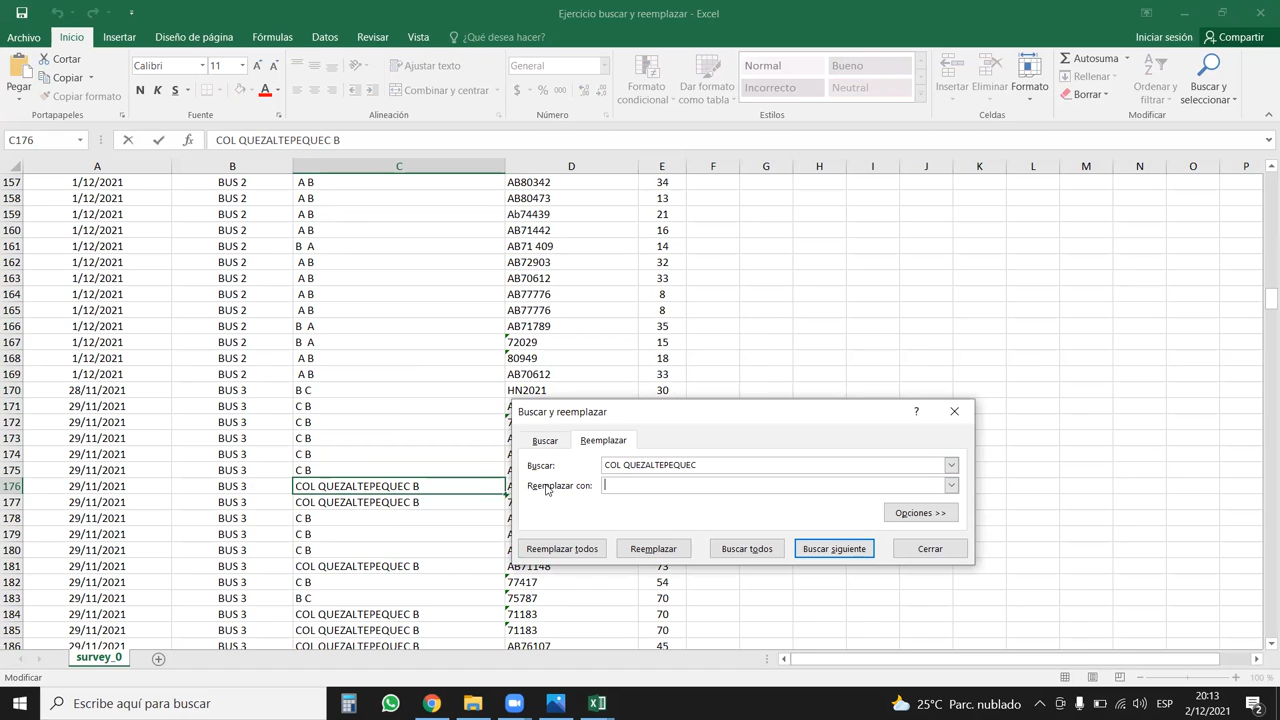 Ejercicio buscar y reemplazar - Excel
Archivo Inicio Insertar Diseño de página Fórmulas Datos Revisar Vista ¿Qué desea hacer? Iniciar sesión Compartir
Pegar Cortar Copiar Copiar formato
Calibri 11 N K S A
Ajustar texto Combinar y centrar
General $ % 000
Formato condicional Dar formato como tabla
Normal Bueno Incorrecto Neutral
Insertar Eliminar Formato
Autosuma Rellenar Borrar
Ordenar y filtrar Buscar y seleccionar
Portapapeles Fuente Alineación Número Estilos Celdas Modificar
C176 fx COL QUEZALTEPEQUEC B
A B C D E F G H I J K L M N O P
157 1/12/2021 BUS 2 A B AB80342 34
158 1/12/2021 BUS 2 A B AB80473 13
159 1/12/2021 BUS 2 A B Ab74439 21
160 1/12/2021 BUS 2 A B AB71442 16
161 1/12/2021 BUS 2 B A AB71 409 14
162 1/12/2021 BUS 2 A B AB72903 32
163 1/12/2021 BUS 2 A B AB70612 33
164 1/12/2021 BUS 2 A B AB77776 8
165 1/12/2021 BUS 2 A B AB77776 8
166 1/12/2021 BUS 2 B A AB71789 35
167 1/12/2021 BUS 2 B A 72029 15
168 1/12/2021 BUS 2 A B 80949 18
169 1/12/2021 BUS 2 A B AB70612 33
170 28/11/2021 BUS 3 B C HN2021 30
171 29/11/2021 BUS 3 C B
172 29/11/2021 BUS 3 C B
173 29/11/2021 BUS 3 C B
174 29/11/2021 BUS 3 C B
175 29/11/2021 BUS 3 C B
176 29/11/2021 BUS 3 COL QUEZALTEPEQUEC B
177 29/11/2021 BUS 3 COL QUEZALTEPEQUEC B
178 29/11/2021 BUS 3 C B
179 29/11/2021 BUS 3 C B
180 29/11/2021 BUS 3 C B
181 29/11/2021 BUS 3 COL QUEZALTEPEQUEC B AB71148 73
182 29/11/2021 BUS 3 C B 77417 54
183 29/11/2021 BUS 3 B C 75787 70
184 29/11/2021 BUS 3 COL QUEZALTEPEQUEC B 71183 70
185 29/11/2021 BUS 3 COL QUEZALTEPEQUEC B 71183 70
186 29/11/2021 BUS 3 COL QUEZALTEPEQUEC B AB76107 45
Buscar y reemplazar ?
Buscar Reemplazar
Buscar: COL QUEZALTEPEQUEC
Reemplazar con:
Opciones >>
Reemplazar todos Reemplazar Buscar todos Buscar siguiente Cerrar
survey_0
Modificar 100 %
Escribe aquí para buscar 25°C Parc. nublado ESP 20:13
2/12/2021 2